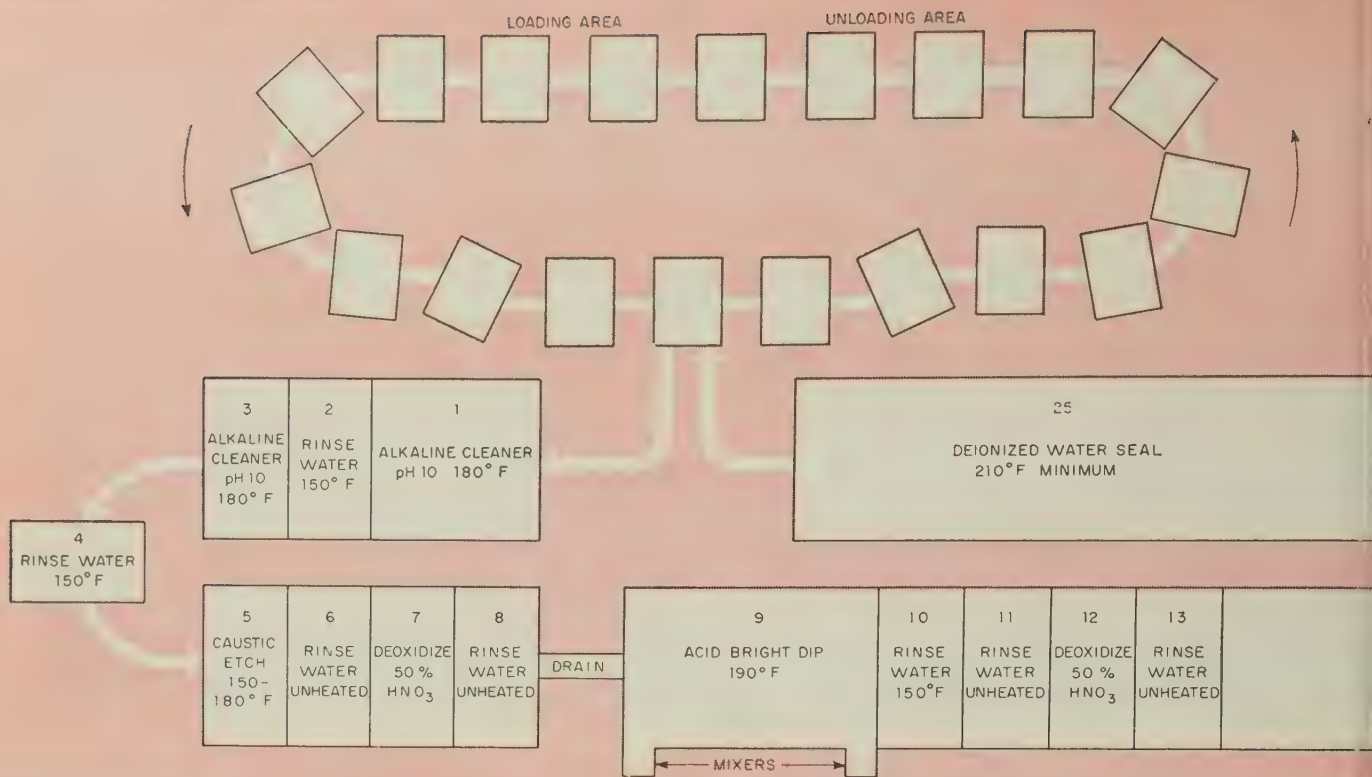 LOADING AREA
UNLOADING AREA
3
ALKALINE
CLEANER
pH 10
180° F
2
RINSE
WATER
150° F
1
ALKALINE CLEANER
pH 10 180° F
25
DEIONIZED WATER SEAL
210°F MINIMUM
4
RINSE WATER
150°F
5
CAUSTIC
ETCH
150-
180° F
6
RINSE
WATER
UNHEATED
7
DEOXIDIZE
50 %
HNO3
8
RINSE
WATER
UNHEATED
DRAIN
9
ACID BRIGHT DIP
190°F
10
RINSE
WATER
150°F
11
RINSE
WATER
UNHEATED
12
DEOXIDIZE
50 %
HNO3
13
RINSE
WATER
UNHEATED
MIXERS